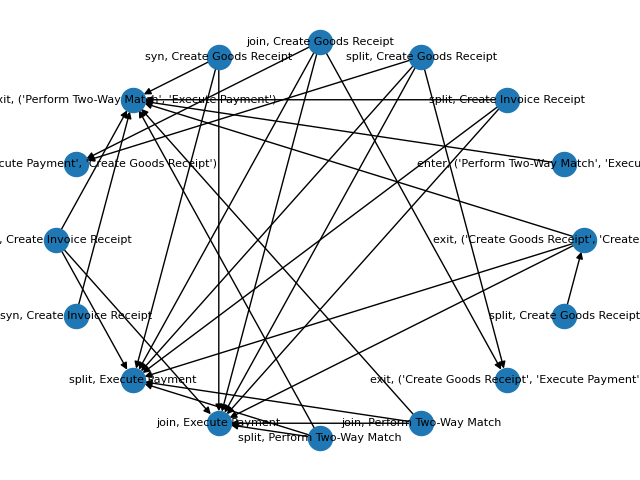 join, Create Goods Receipt
syn, Create Goods Receipt
split, Create Goods Receipt
xit, ('Perform Two-Way Match', 'Execute Payment')
split, Create Invoice Receipt
cute Payment', 'Create Goods Receipt')
enter, ('Perform Two-Way Match', 'Execu
, Create Invoice Receipt
exit, ('Create Goods Receipt', 'Create
syn, Create Invoice Receipt
split, Create Goods Receipt
split, Execute Payment
exit, ('Create Goods Receipt', 'Execute Payment'
join, Execute Payment
join, Perform Two-Way Match
split, Perform Two-Way Match